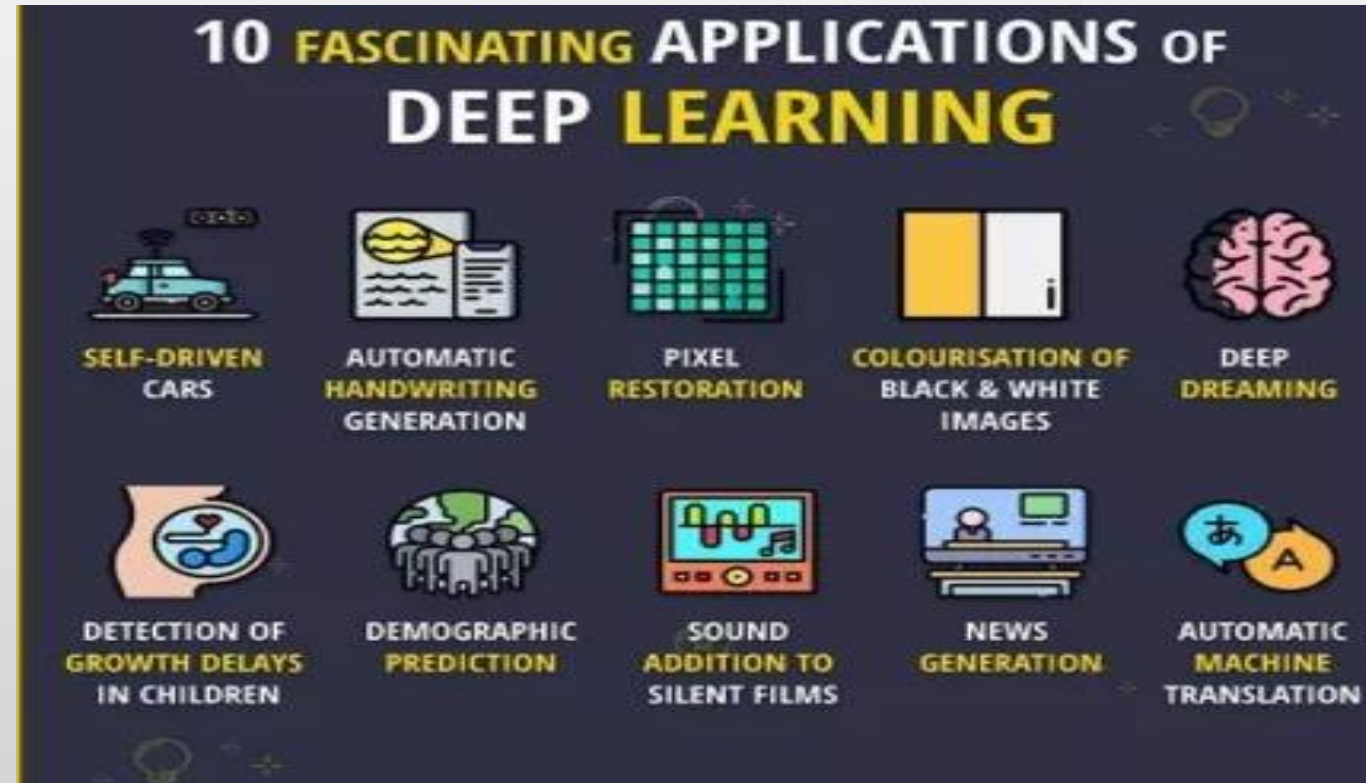 10 FASCINATING APPLICATIONS OF
DEEP LEARNING
SELF-DRIVEN
CARS
AUTOMATIC
HANDWRITING
GENERATION
PIXEL
RESTORATION
COLOURISATION OF
BLACK & WHITE
IMAGES
DEEP
DREAMING
DETECTION OF
GROWTH DELAYS
IN CHILDREN
DEMOGRAPHIC
PREDICTION
SOUND
ADDITION TO
SILENT FILMS
NEWS
GENERATION
あ
A
AUTOMATIC
MACHINE
TRANSLATION